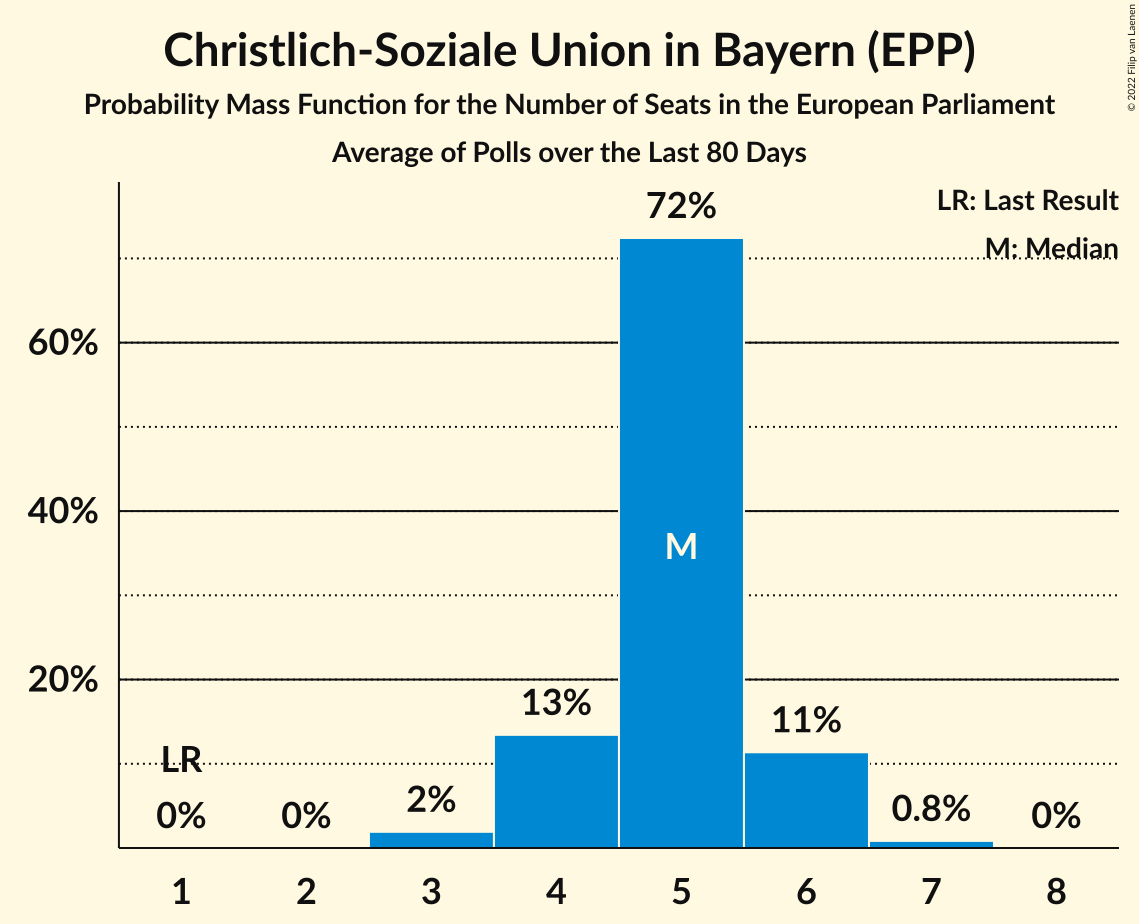 Christlich-Soziale Union in Bayern (EPP)
Probability Mass Function for the Number of Seats in the European Parliament
Average of Polls over the Last 80 Days
© 2022 Filip van Laenen
LR: Last Result
M: Median
72%
60%
40%
M
20%
13%
11%
LR
0%
0%
2%
0.8%
0%
1 2 3 4 5 6 7 8